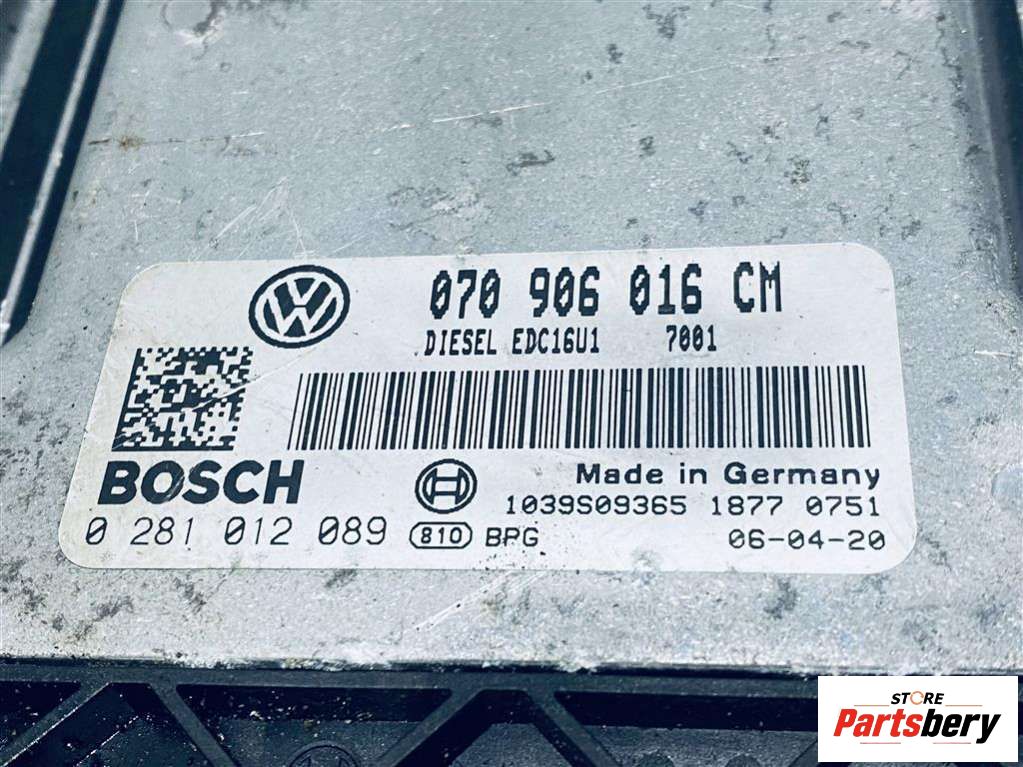 070 906 016 CM
DIESEL EDC16U1 7001
BOSCH
Made in Germany
1039S09365 1877 0751
0 281 012 089 810 BPG 06-04-20
STORE
Partsbery